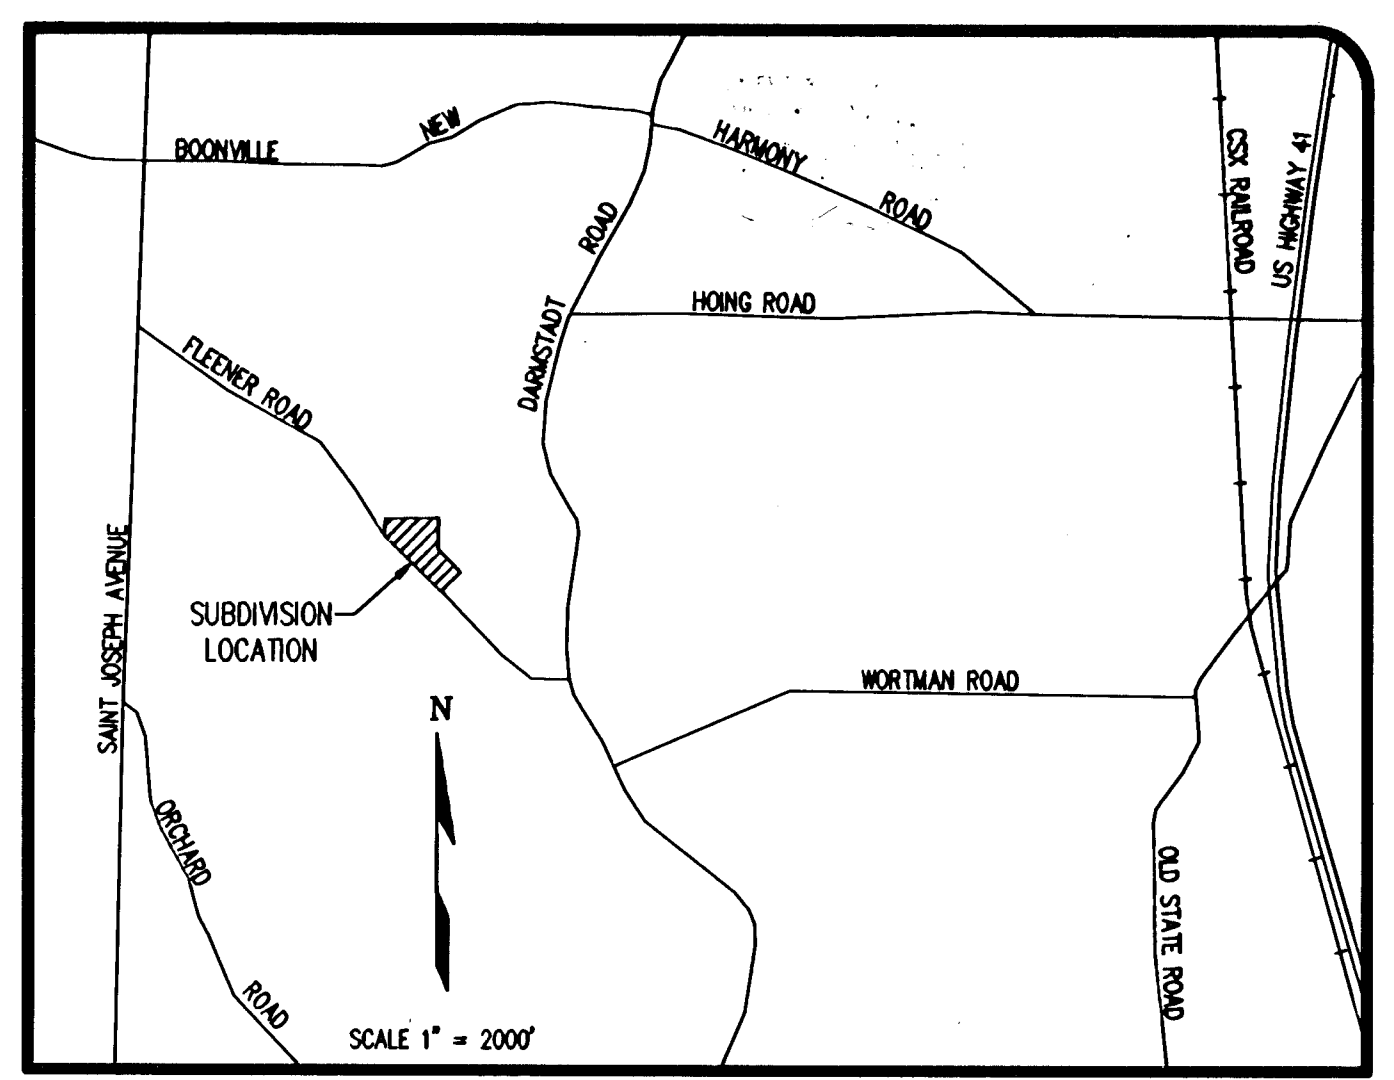 BOONVILLE
NEW
HARMONY
ROAD
CSX RAILROAD
US HIGHWAY 41
DARMSTADT
ROAD
HOING ROAD
FLEENER ROAD
SAINT JOSEPH AVENUE
SUBDIVISION
LOCATION
WORTMAN ROAD
N
ORCHARD
ROAD
OLD STATE ROAD
SCALE 1" = 2000'